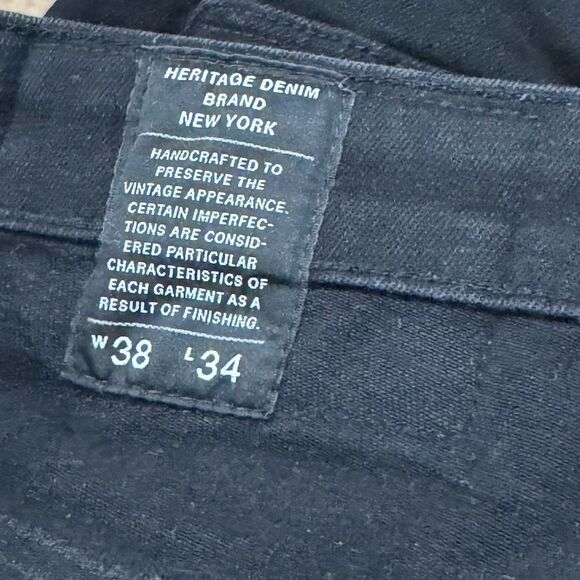 HERITAGE DENIM
BRAND
NEW YORK
HANDCRAFTED TO
PRESERVE THE
VINTAGE APPEARANCE.
CERTAIN IMPERFEC-
TIONS ARE CONSID-
ERED PARTICULAR
CHARACTERISTICS OF
EACH GARMENT AS A
RESULT OF FINISHING.
W38 L34